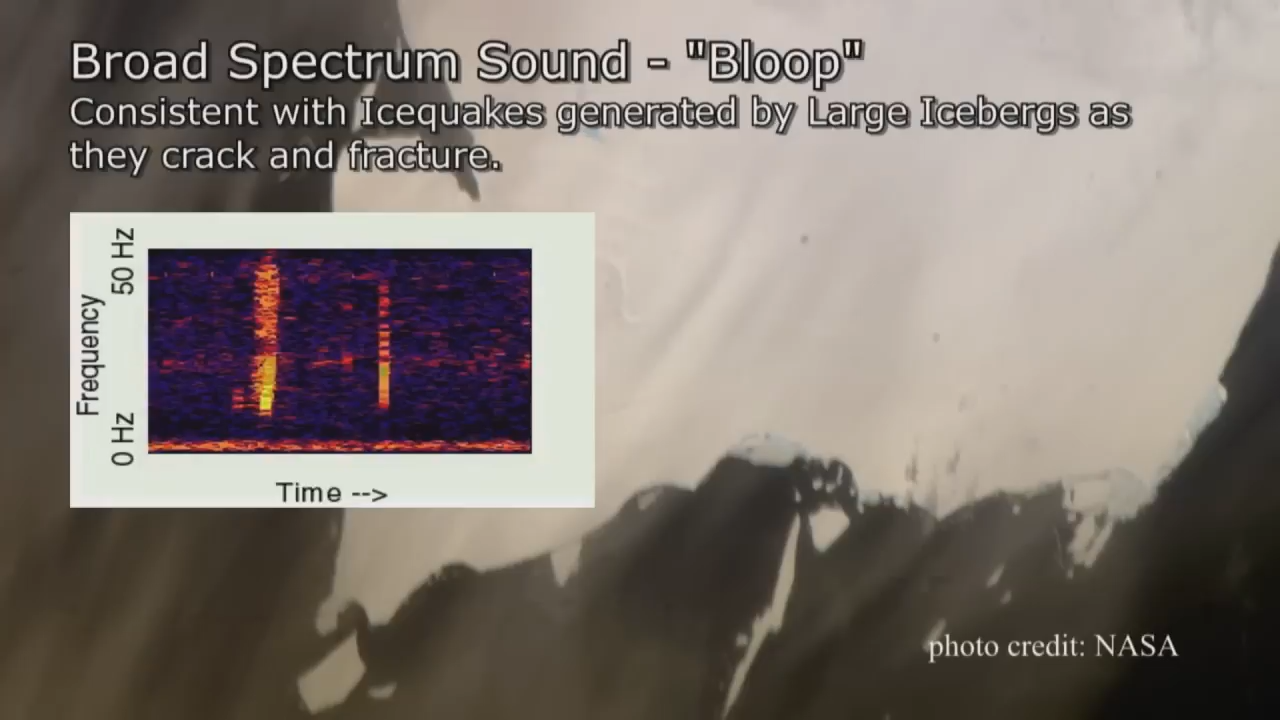 Broad Spectrum Sound - "Bloop"
Consistent with Icequakes generated by Large Icebergs as
they crack and fracture.
50 Hz
Frequency
0 Hz
Time -->
photo credit: NASA